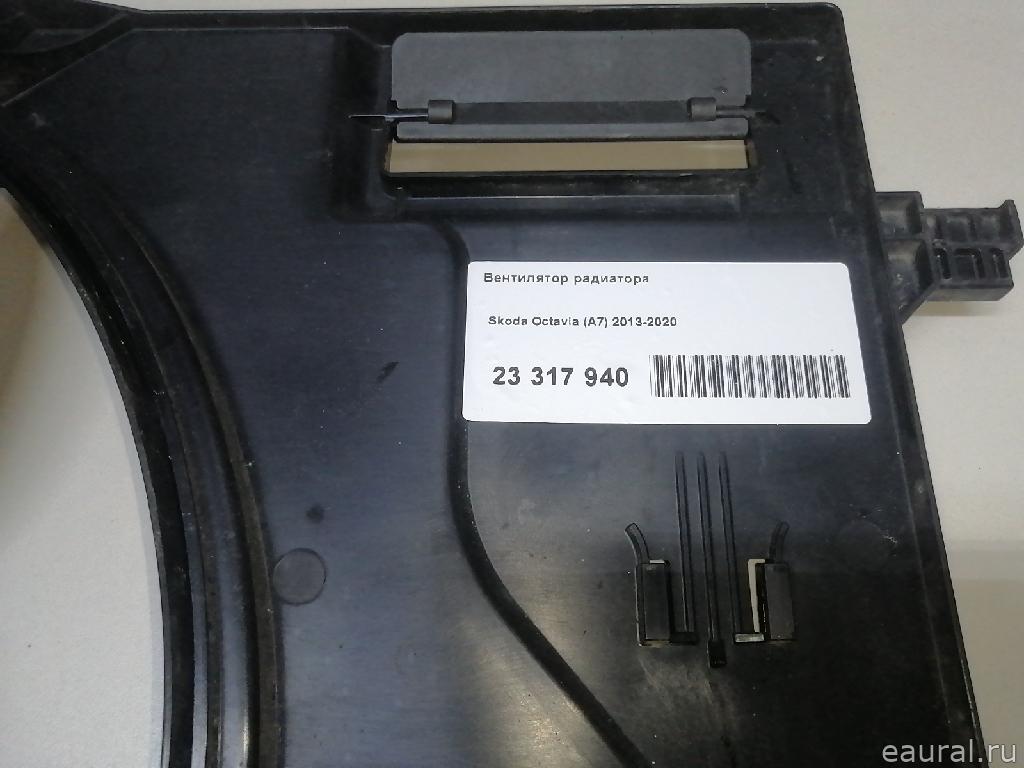 Вентилятор радиатора
Skoda Octavia (A7) 2013-2020
23 317 940
eaural.ru